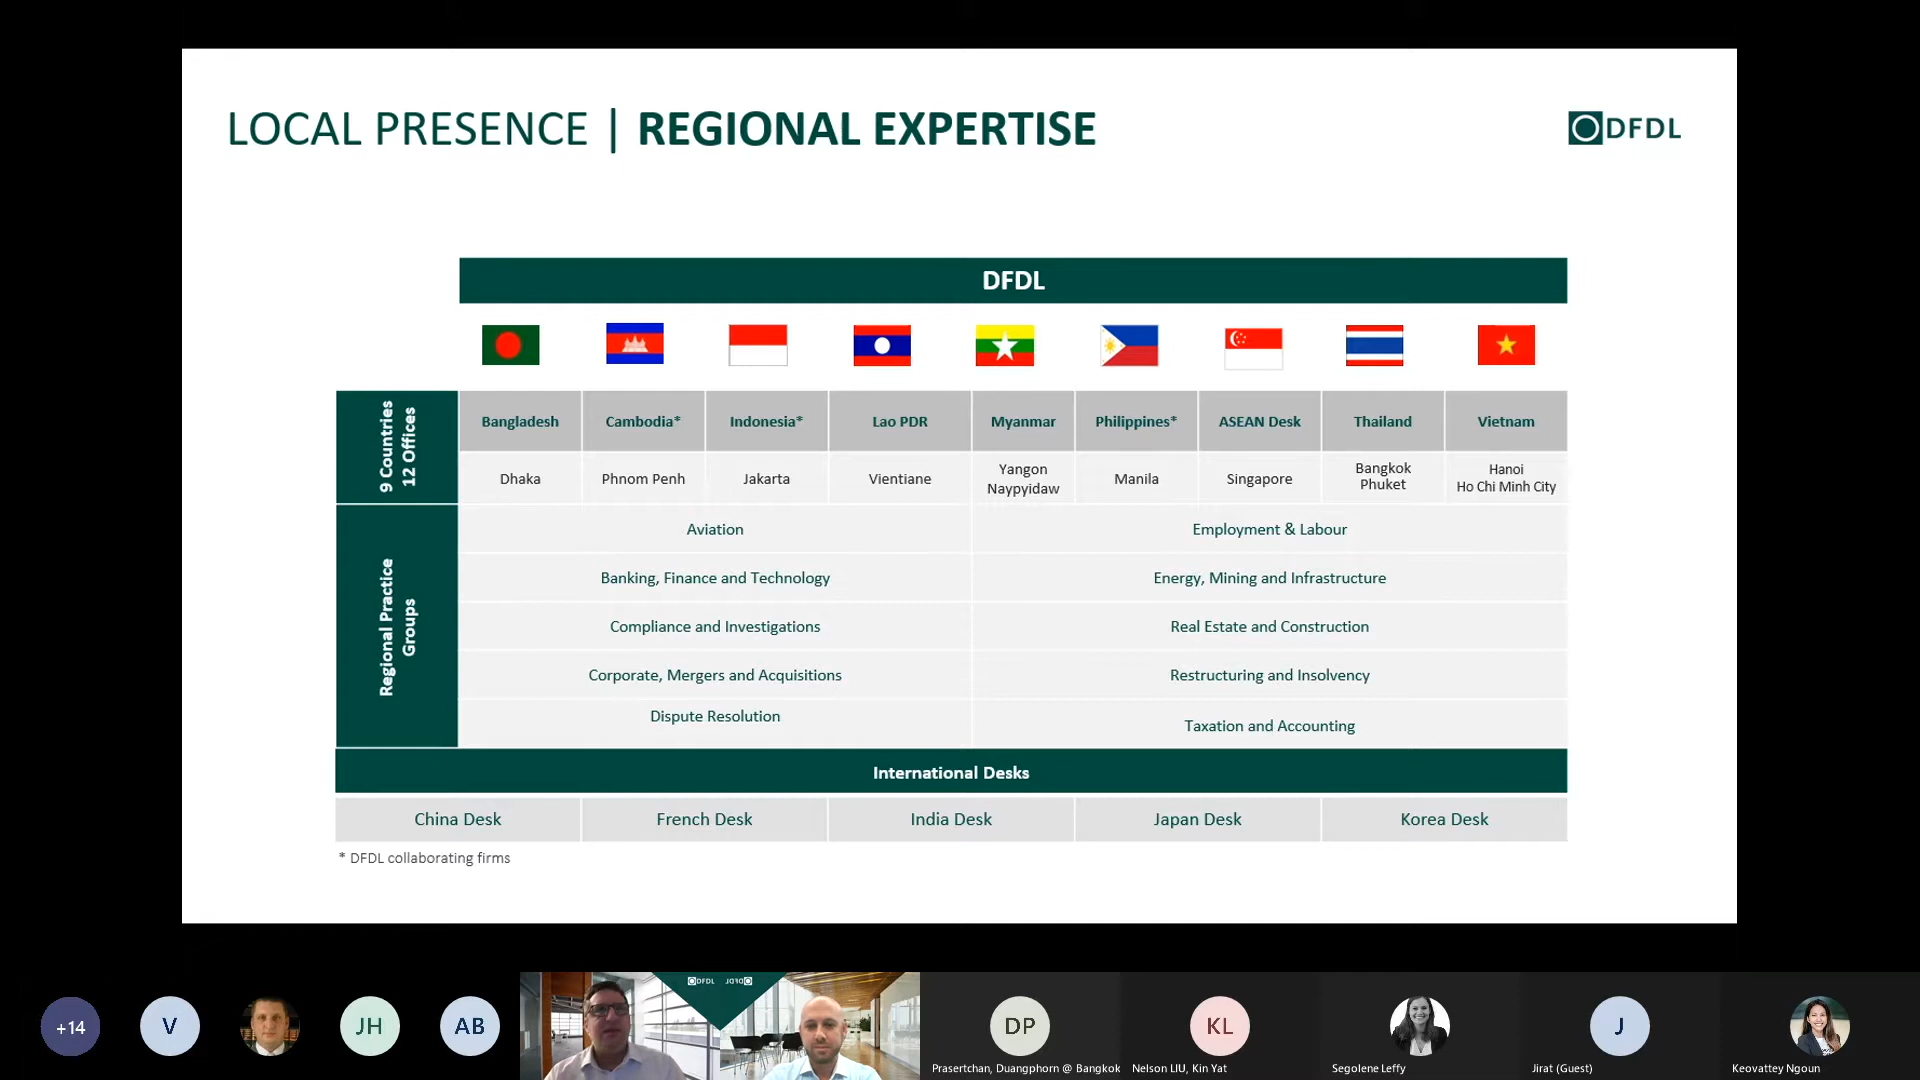 LOCAL PRESENCE | REGIONAL EXPERTISE
DFDL
DFDL
9 Countries
12 Offices
Bangladesh
Cambodia*
Indonesia*
Lao PDR
Myanmar
Philippines*
ASEAN Desk
Thailand
Vietnam
Dhaka
Phnom Penh
Jakarta
Vientiane
Yangon
Naypyidaw
Manila
Singapore
Bangkok
Phuket
Hanoi
Ho Chi Minh City
Regional Practice
Groups
Aviation
Employment & Labour
Banking, Finance and Technology
Energy, Mining and Infrastructure
Compliance and Investigations
Real Estate and Construction
Corporate, Mergers and Acquisitions
Restructuring and Insolvency
Dispute Resolution
Taxation and Accounting
International Desks
China Desk
French Desk
India Desk
Japan Desk
Korea Desk
* DFDL collaborating firms
+14
V
JH
AB
DFDL
DFDL
DP
Prasertchan, Duangphorn @ Bangkok
KL
Nelson LIU, Kin Yat
Segolene Leffy
J
Jirat (Guest)
Keovattey Ngoun